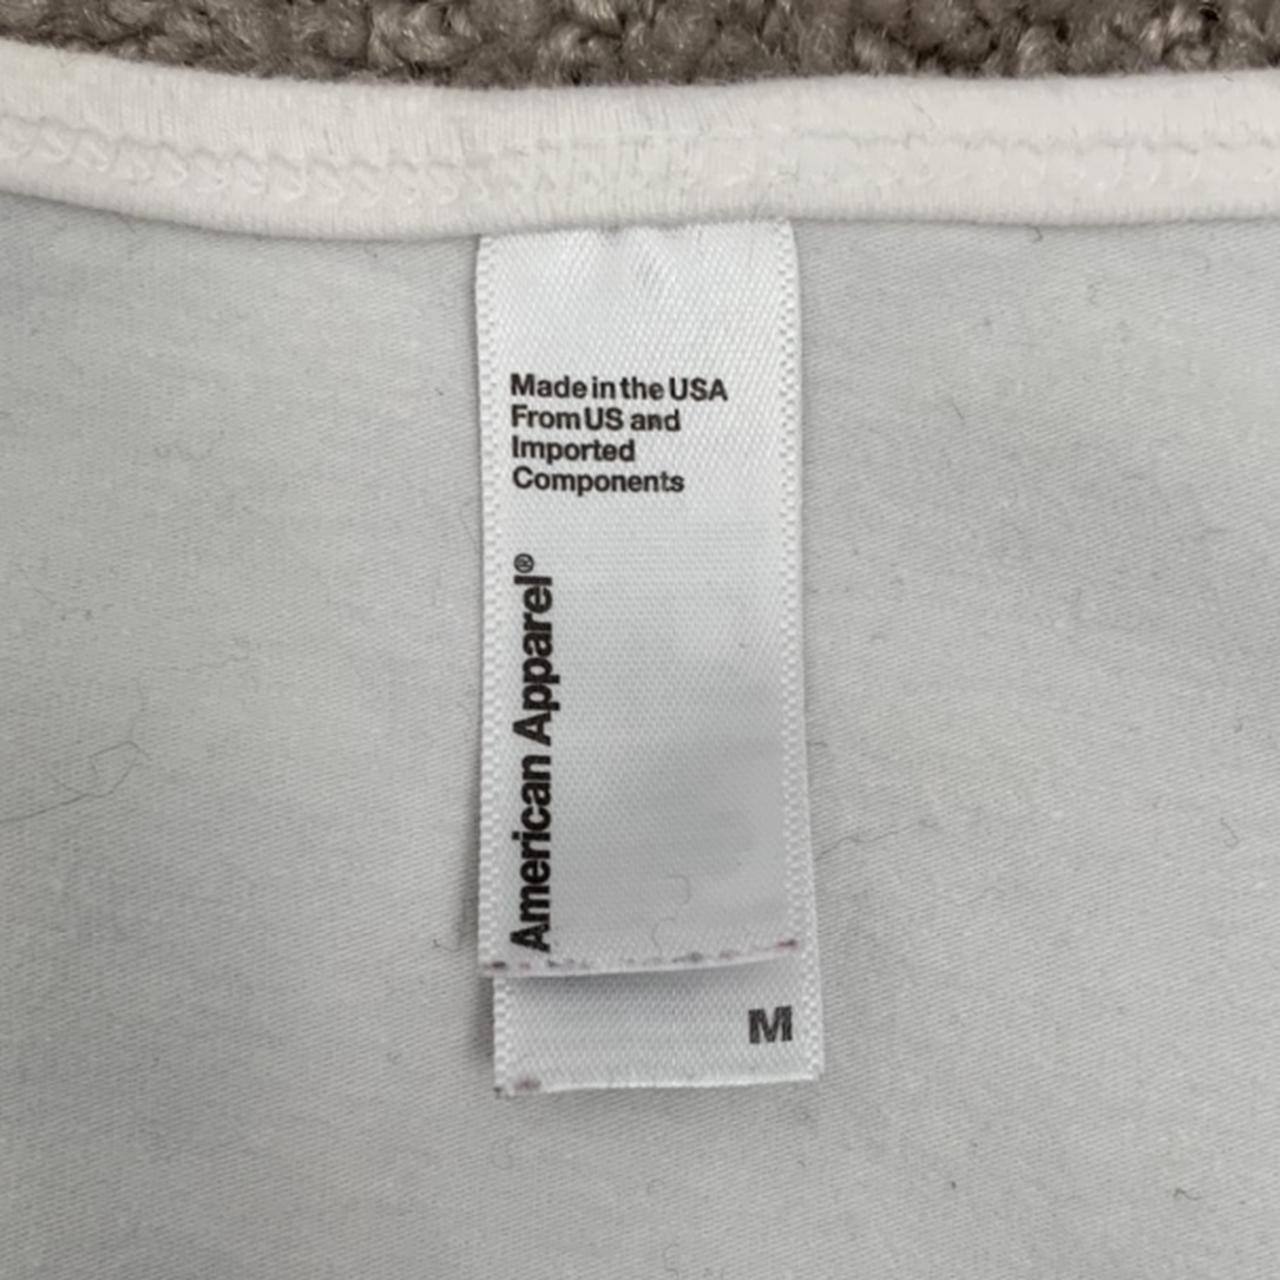 Made in the USA
From US and
Imported
Components
American Apparel®
M